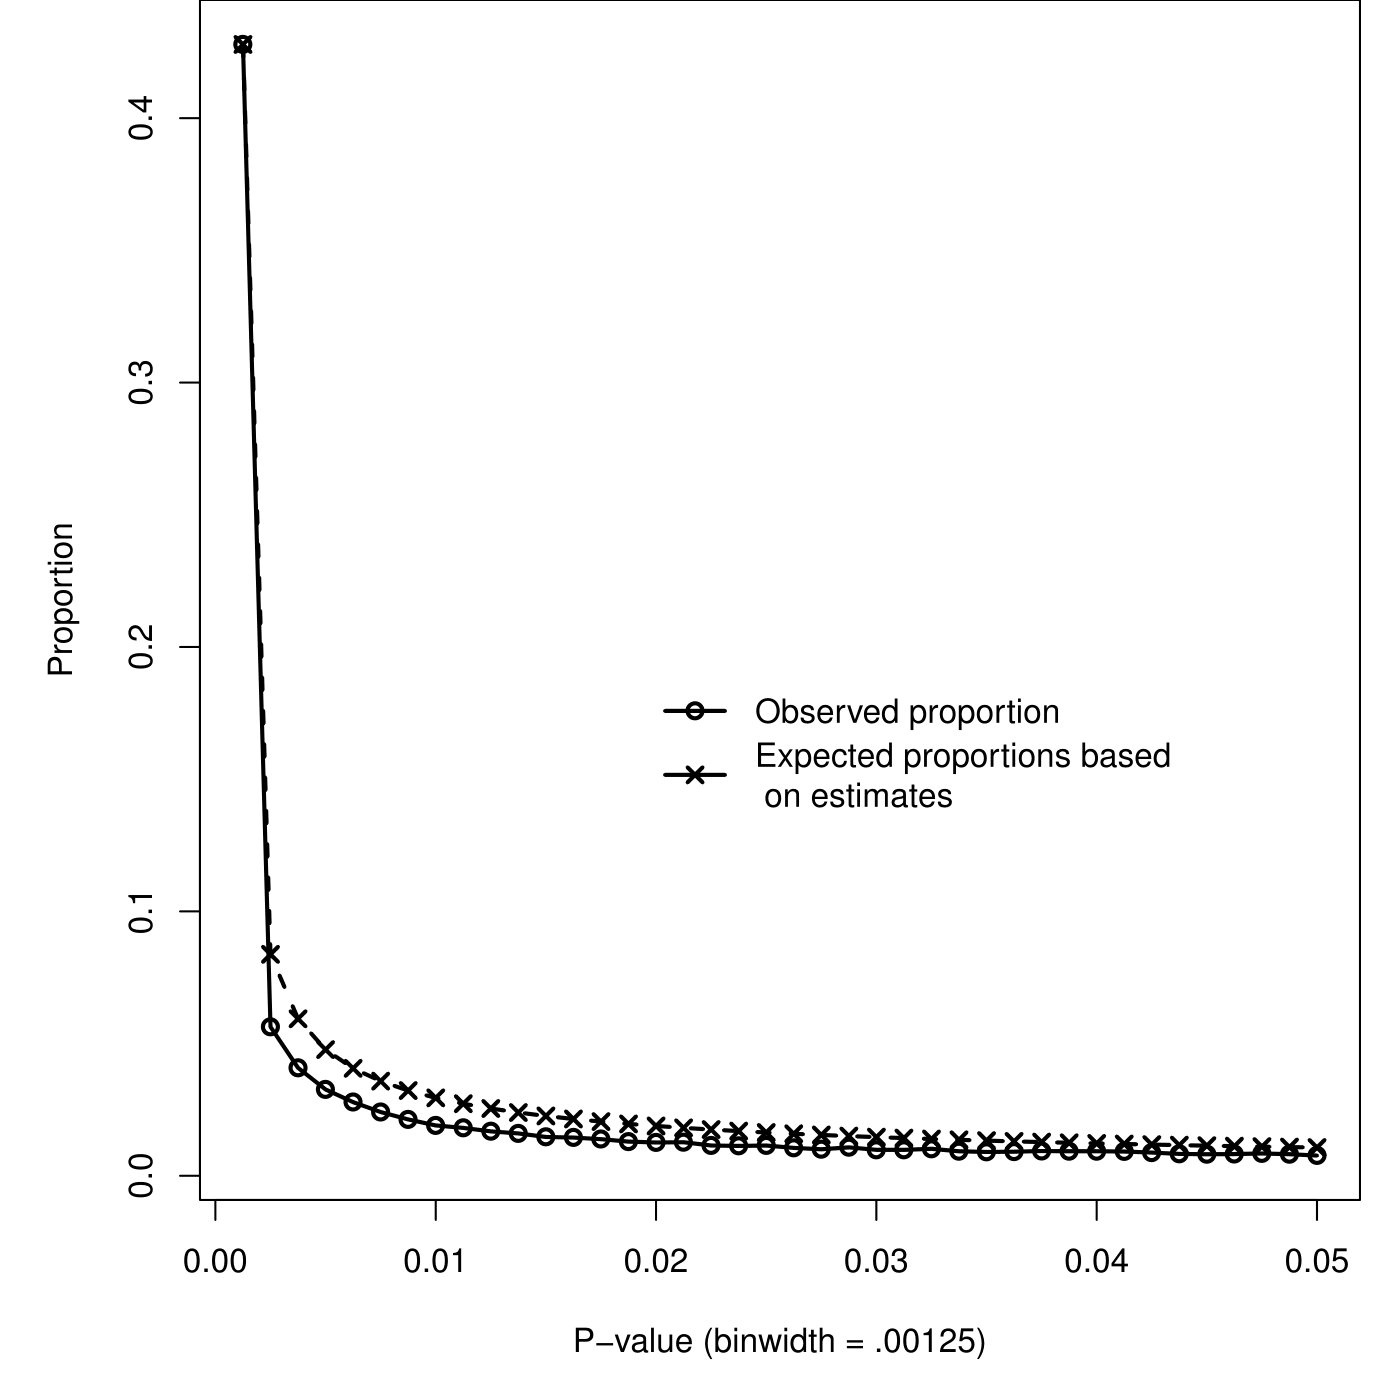 0.4
0.3
0.2
0.1
0.0
Proportion
Observed proportion
Expected proportions based
on estimates
0.00 0.01 0.02 0.03 0.04 0.05
P−value (binwidth = .00125)